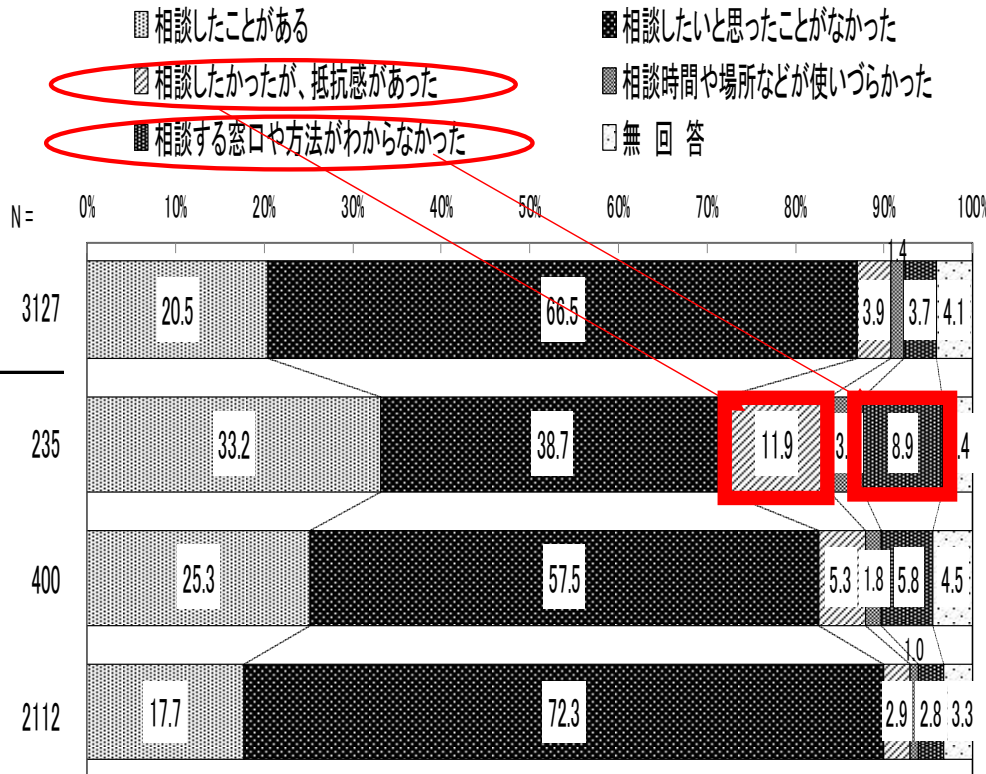 相談したことがある
相談したいと思ったことがなかった
相談したかったが、抵抗感があった
相談時間や場所などが使いづらかった
相談する窓口や方法がわからなかった
無 回 答
N= 0% 10% 20% 30% 40% 50% 60% 70% 80% 90% 100%
1.4
3127 20.5 66.5 3.9 3.7 4.1
235 33.2 38.7 11.9 3. 8.9 .4
400 25.3 57.5 5.3 1.8 5.8 4.5
1.0
2112 17.7 72.3 2.9 2.8 3.3